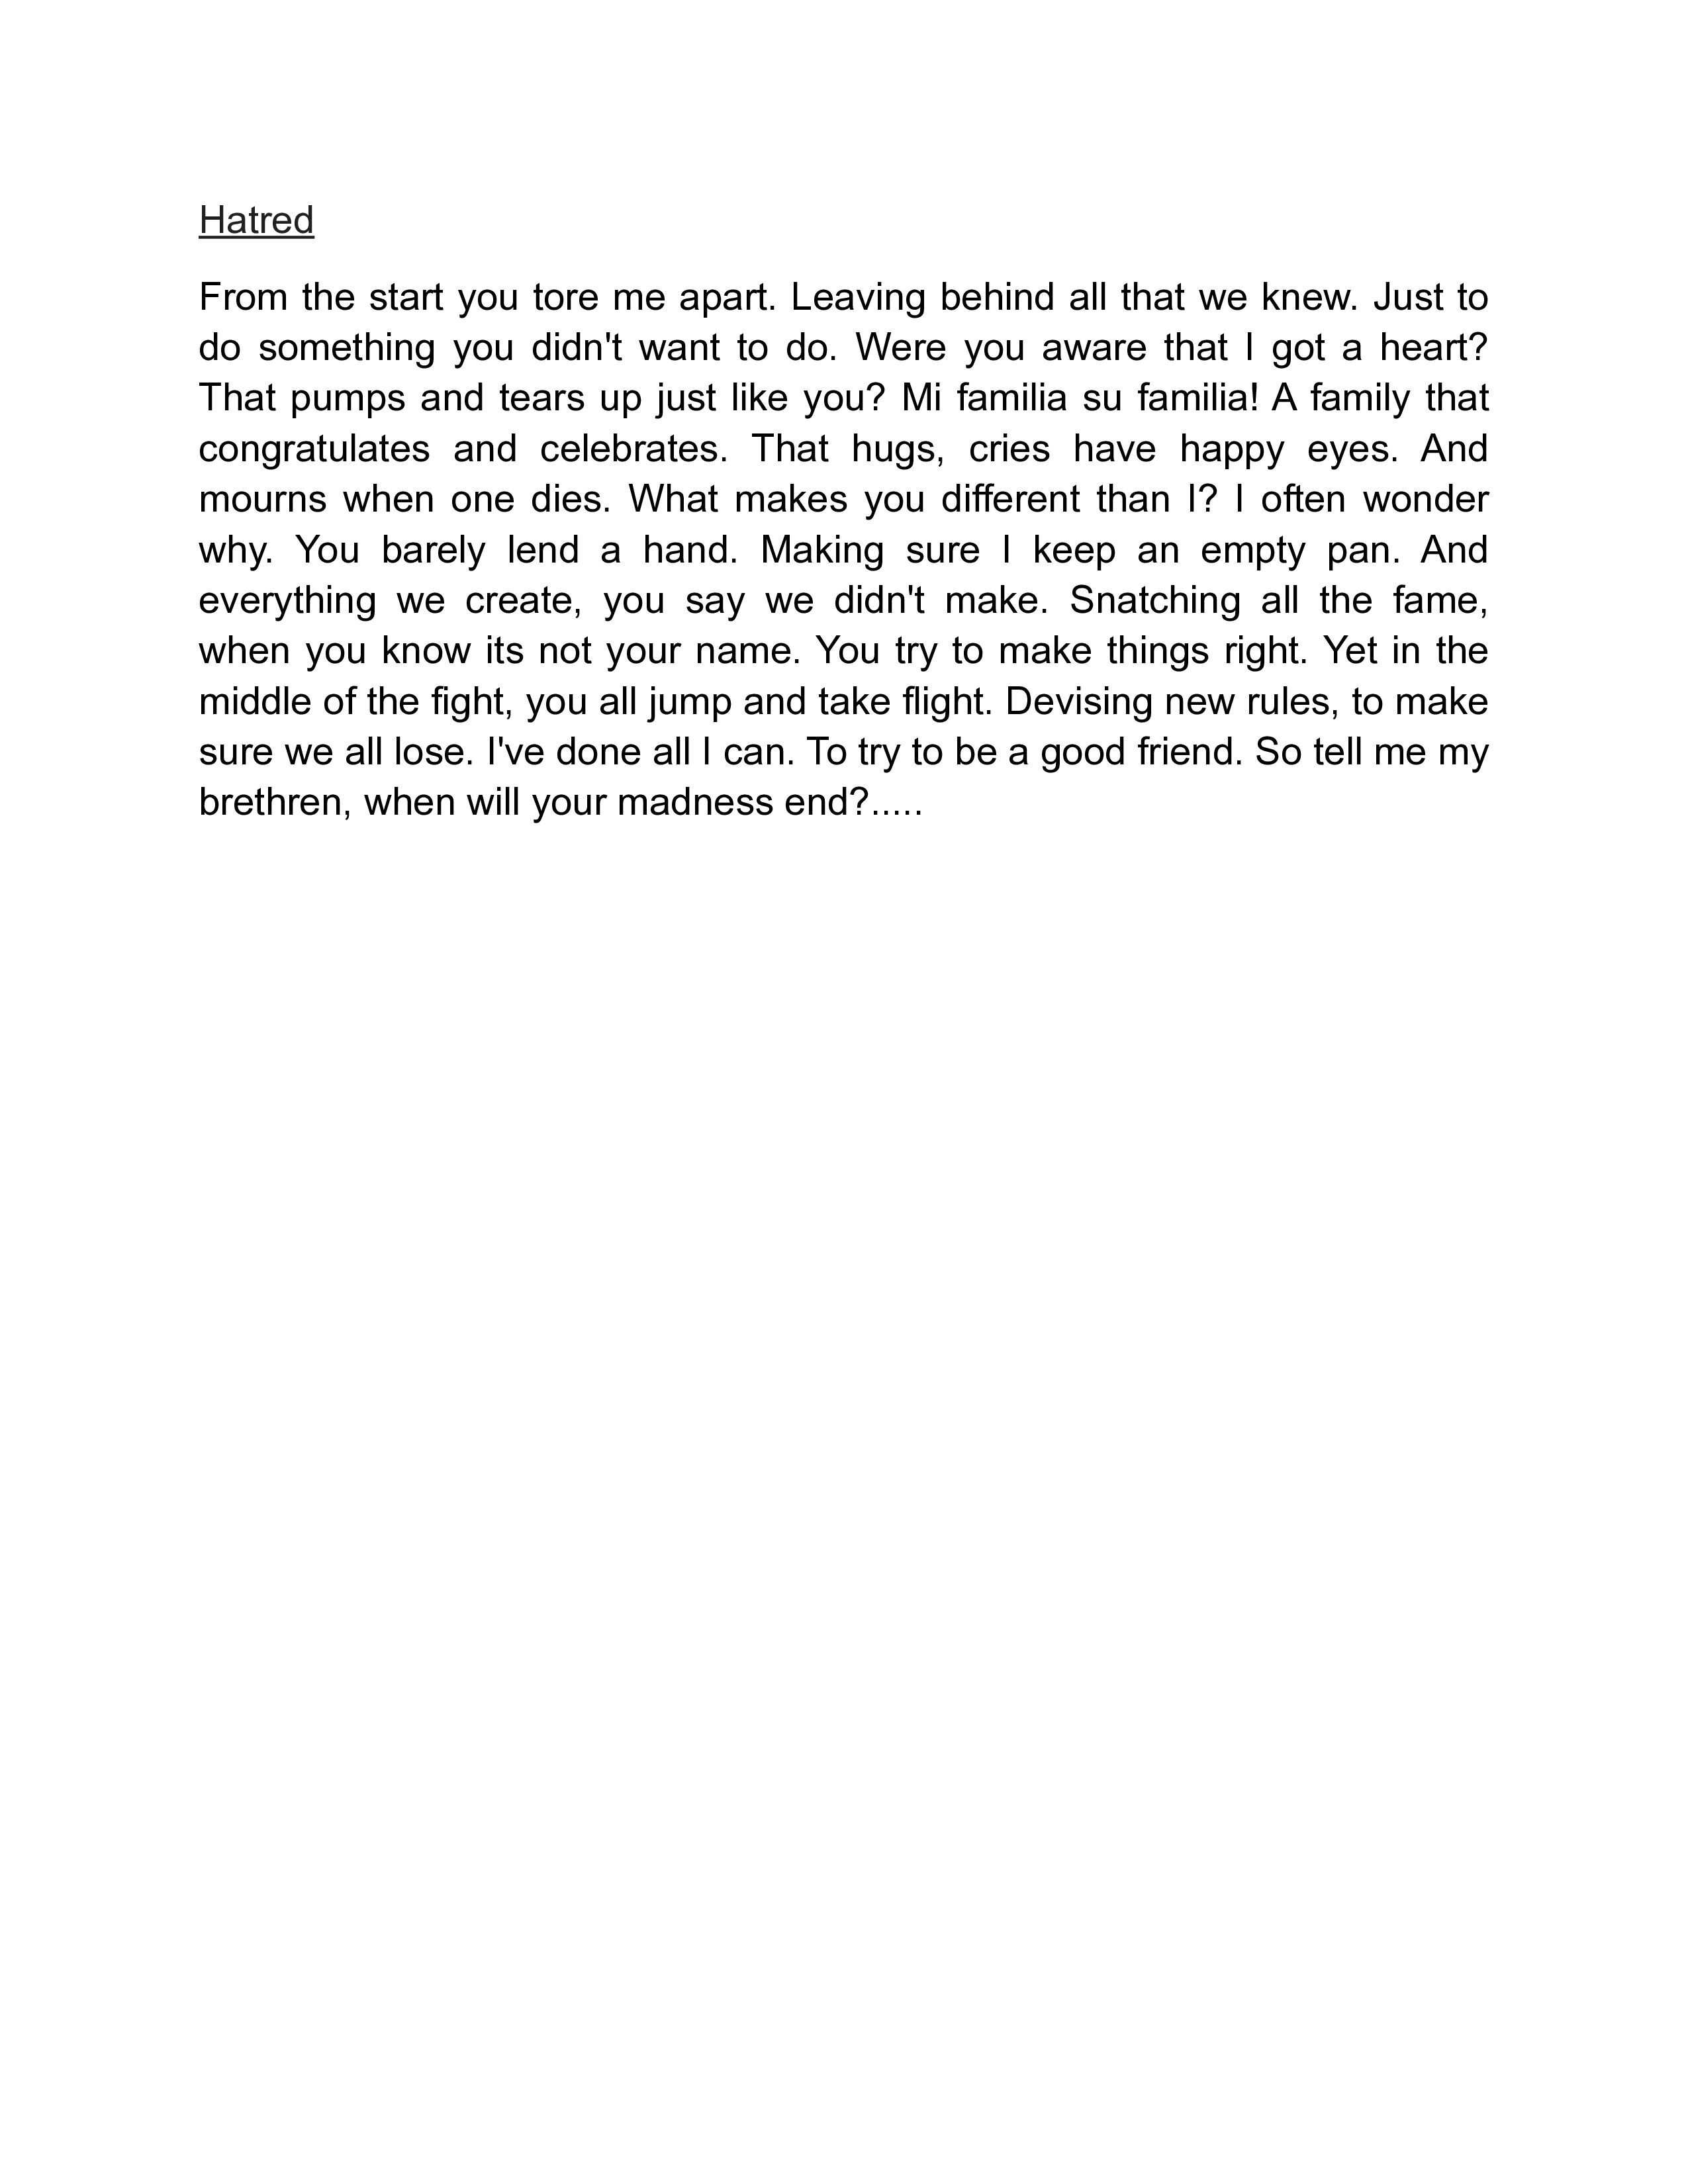 Hatred
From the start you tore me apart. Leaving behind all that we knew. Just to
do something you didn't want to do. Were you aware that I got a heart?
That pumps and tears up just like you? Mi familia su familia! A family that
congratulates and celebrates. That hugs, cries have happy eyes. And
mourns when one dies. What makes you different than I? I often wonder
why. You barely lend a hand. Making sure I keep an empty pan. And
everything we create, you say we didn't make. Snatching all the fame,
when you know its not your name. You try to make things right. Yet in the
middle of the fight, you all jump and take flight. Devising new rules, to make
sure we all lose. I've done all I can. To try to be a good friend. So tell me my
brethren, when will your madness end?.....